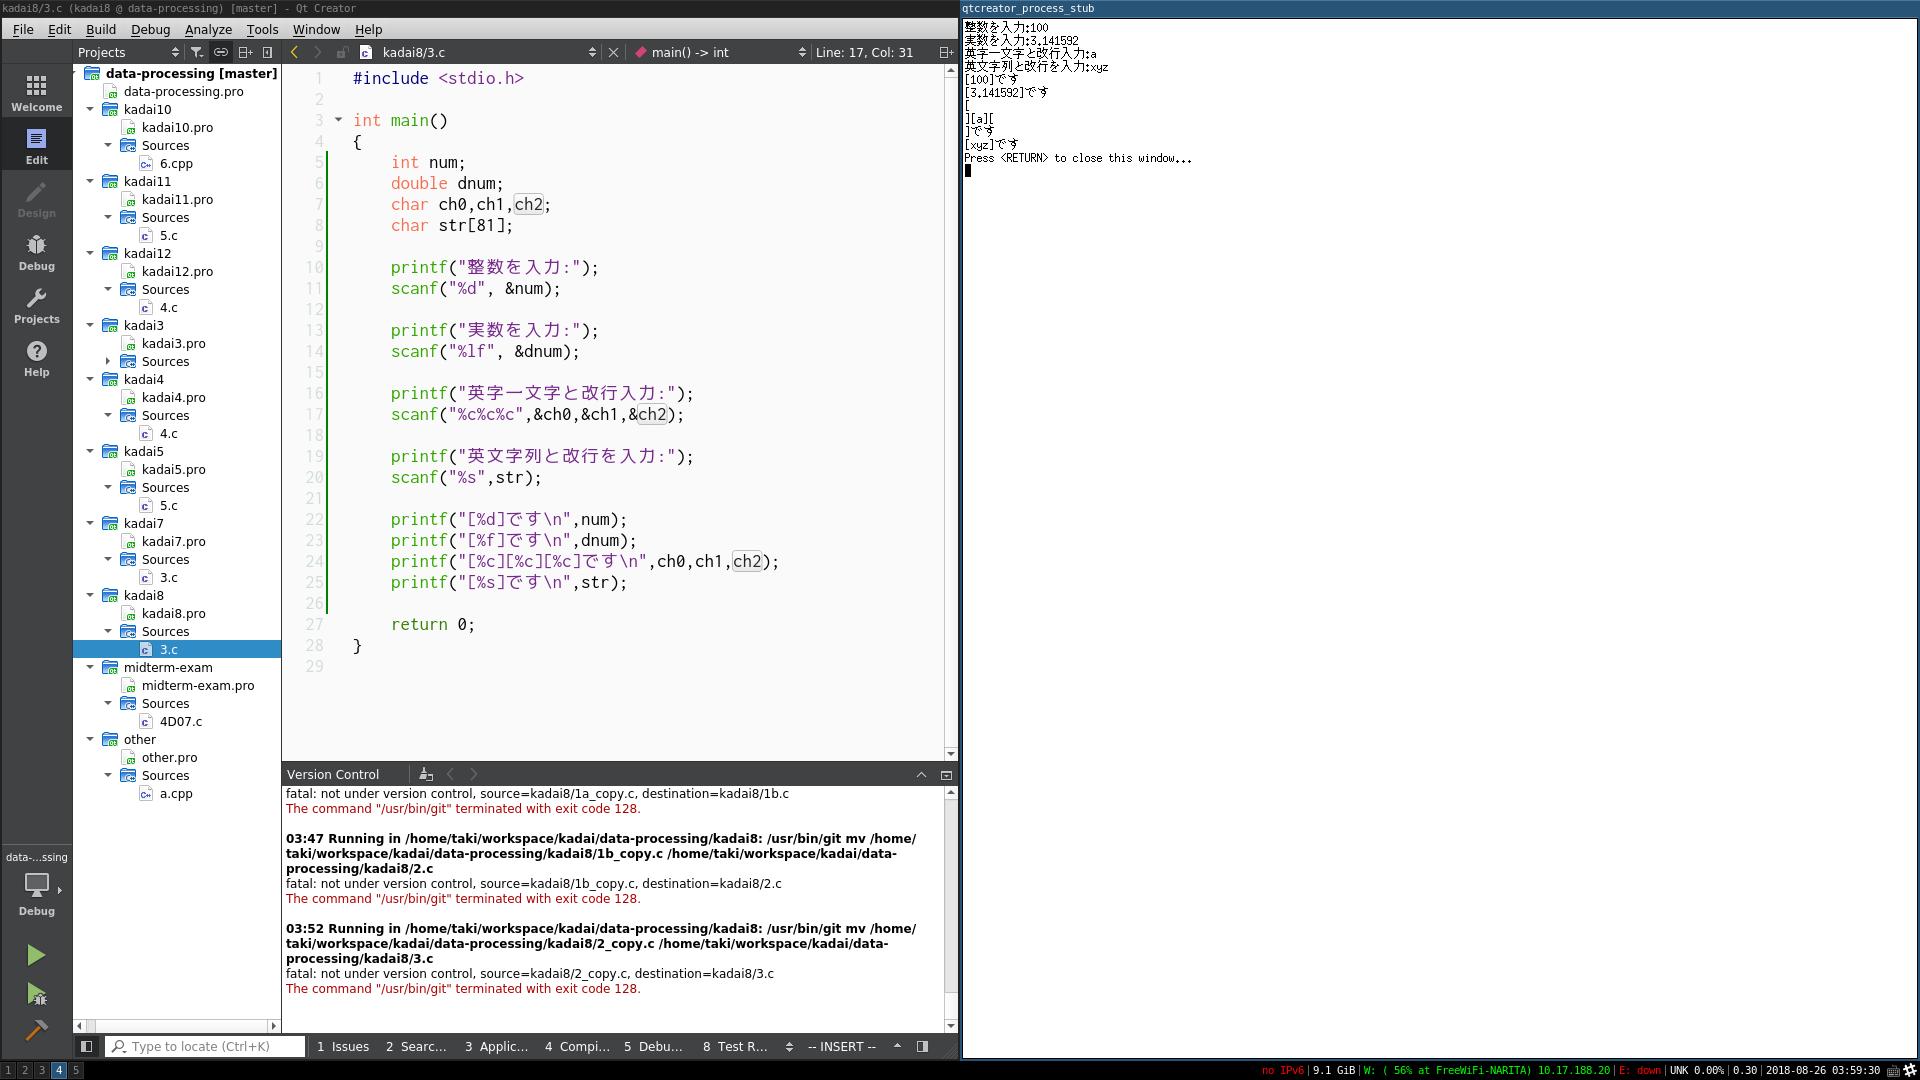 kadai8/3.c (kadai8 @ data-processing) [master] - Qt Creator
File Edit Build Debug Analyze Tools Window Help
Projects
kadai8/3.c
main() -> int
Line: 17, Col: 31
Welcome
Edit
Design
Debug
Projects
Help
data-...ssing
Debug
data-processing [master]
data-processing.pro
kadai10
kadai10.pro
Sources
6.cpp
kadai11
kadai11.pro
Sources
5.c
kadai12
kadai12.pro
Sources
4.c
kadai3
kadai3.pro
Sources
kadai4
kadai4.pro
Sources
4.c
kadai5
kadai5.pro
Sources
5.c
kadai7
kadai7.pro
Sources
3.c
kadai8
kadai8.pro
Sources
3.c
midterm-exam
midterm-exam.pro
Sources
4D07.c
other
other.pro
Sources
a.cpp
1 #include <stdio.h>
2
3 int main()
4 {
5 int num;
6 double dnum;
7 char ch0,ch1,ch2;
8 char str[81];
9
10 printf("整数を入力:");
11 scanf("%d", &num);
12
13 printf("実数を入力:");
14 scanf("%lf", &dnum);
15
16 printf("英字一文字と改行入力:");
17 scanf("%c%c%c",&ch0,&ch1,&ch2);
18
19 printf("英文字列と改行を入力:");
20 scanf("%s",str);
21
22 printf("[%d]です\n",num);
23 printf("[%f]です\n",dnum);
24 printf("[%c][%c][%c]です\n",ch0,ch1,ch2);
25 printf("[%s]です\n",str);
26
27 return 0;
28 }
29
Version Control
fatal: not under version control, source=kadai8/1a_copy.c, destination=kadai8/1b.c
The command "/usr/bin/git" terminated with exit code 128.
03:47 Running in /home/taki/workspace/kadai/data-processing/kadai8: /usr/bin/git mv /home/
taki/workspace/kadai/data-processing/kadai8/1b_copy.c /home/taki/workspace/kadai/data-
processing/kadai8/2.c
fatal: not under version control, source=kadai8/1b_copy.c, destination=kadai8/2.c
The command "/usr/bin/git" terminated with exit code 128.
03:52 Running in /home/taki/workspace/kadai/data-processing/kadai8: /usr/bin/git mv /home/
taki/workspace/kadai/data-processing/kadai8/2_copy.c /home/taki/workspace/kadai/data-
processing/kadai8/3.c
fatal: not under version control, source=kadai8/2_copy.c, destination=kadai8/3.c
The command "/usr/bin/git" terminated with exit code 128.
Type to locate (Ctrl+K)
1 Issues 2 Searc... 3 Applic... 4 Compi... 5 Debu... 8 Test R... -- INSERT --
qtcreator_process_stub
整数を入力:100
実数を入力:3.141592
英字一文字と改行入力:a
英文字列と改行を入力:xyz
[100]です
[3.141592]です
[
][a][
]です
[xyz]です
Press <RETURN> to close this window...
1 2 3 4 5
no IPv6|9.1 GiB|W: ( 56% at FreeWiFi-NARITA) 10.17.188.20|E: down|UNK 0.00%|0.30|2018-08-26 03:59:30